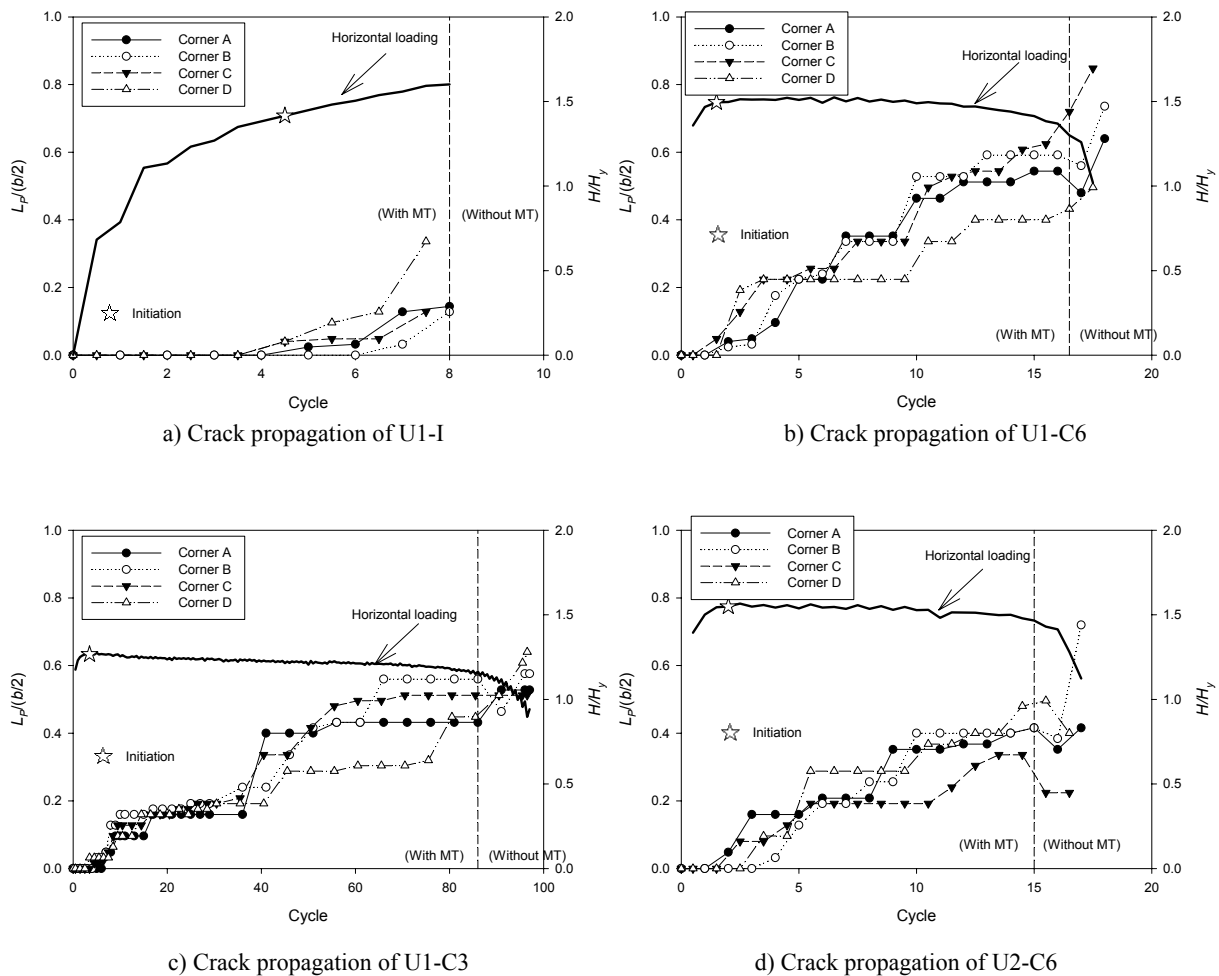 Corner A
Corner B
Corner C
Corner D
Horizontal loading
Initiation
(With MT)
(Without MT)
1.0
0.8
0.6
0.4
0.2
0.0
L_P/(b/2)
2.0
1.5
1.0
0.5
0.0
H/H_y
0 2 4 6 8 10
Cycle
a) Crack propagation of U1-I
Corner A
Corner B
Corner C
Corner D
Horizontal loading
Initiation
(With MT)
(Without MT)
1.0
0.8
0.6
0.4
0.2
0.0
L_P/(b/2)
2.0
1.5
1.0
0.5
0.0
H/H_y
0 5 10 15 20
Cycle
b) Crack propagation of U1-C6
Corner A
Corner B
Corner C
Corner D
Horizontal loading
Initiation
(With MT)
(Without MT)
1.0
0.8
0.6
0.4
0.2
0.0
L_P/(b/2)
2.0
1.5
1.0
0.5
0.0
H/H_y
0 20 40 60 80 100
Cycle
c) Crack propagation of U1-C3
Corner A
Corner B
Corner C
Corner D
Horizontal loading
Initiation
(With MT)
(Without MT)
1.0
0.8
0.6
0.4
0.2
0.0
L_P/(b/2)
2.0
1.5
1.0
0.5
0.0
H/H_y
0 5 10 15 20
Cycle
d) Crack propagation of U2-C6